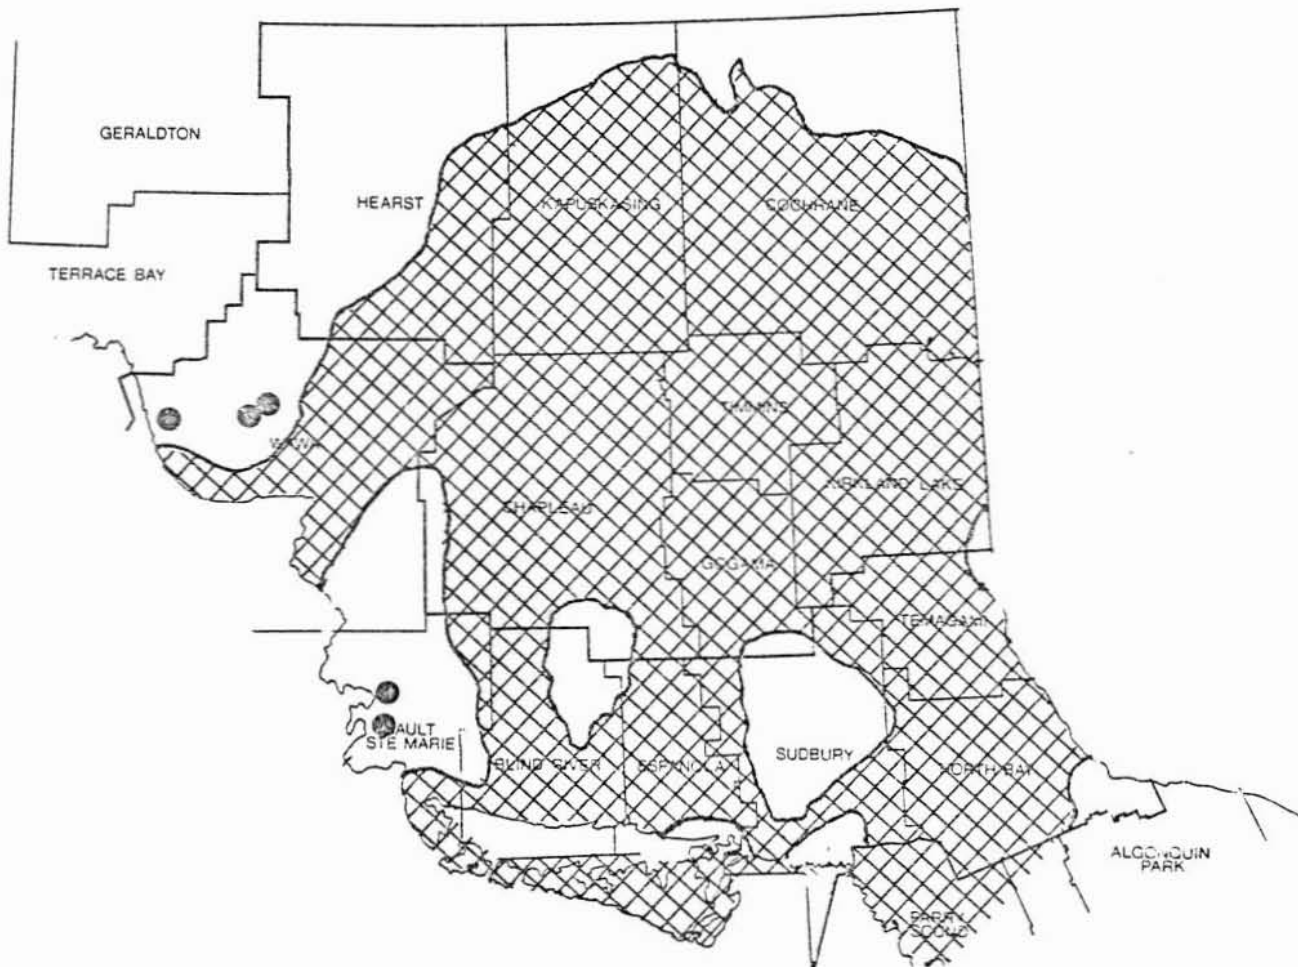 GERALDTON
HEARST
KAPUSKASING
COCHRANE
TERRACE BAY
TIMMINS
WAWA
KIRKLAND LAKE
CHAPLEAU
GOGAMA
TEMAGAMI
SAULT
STE MARIE
BLIND RIVER
ESPANOLA
SUDBURY
NORTH BAY
ALGONQUIN
PARK
PARRY
SOUND